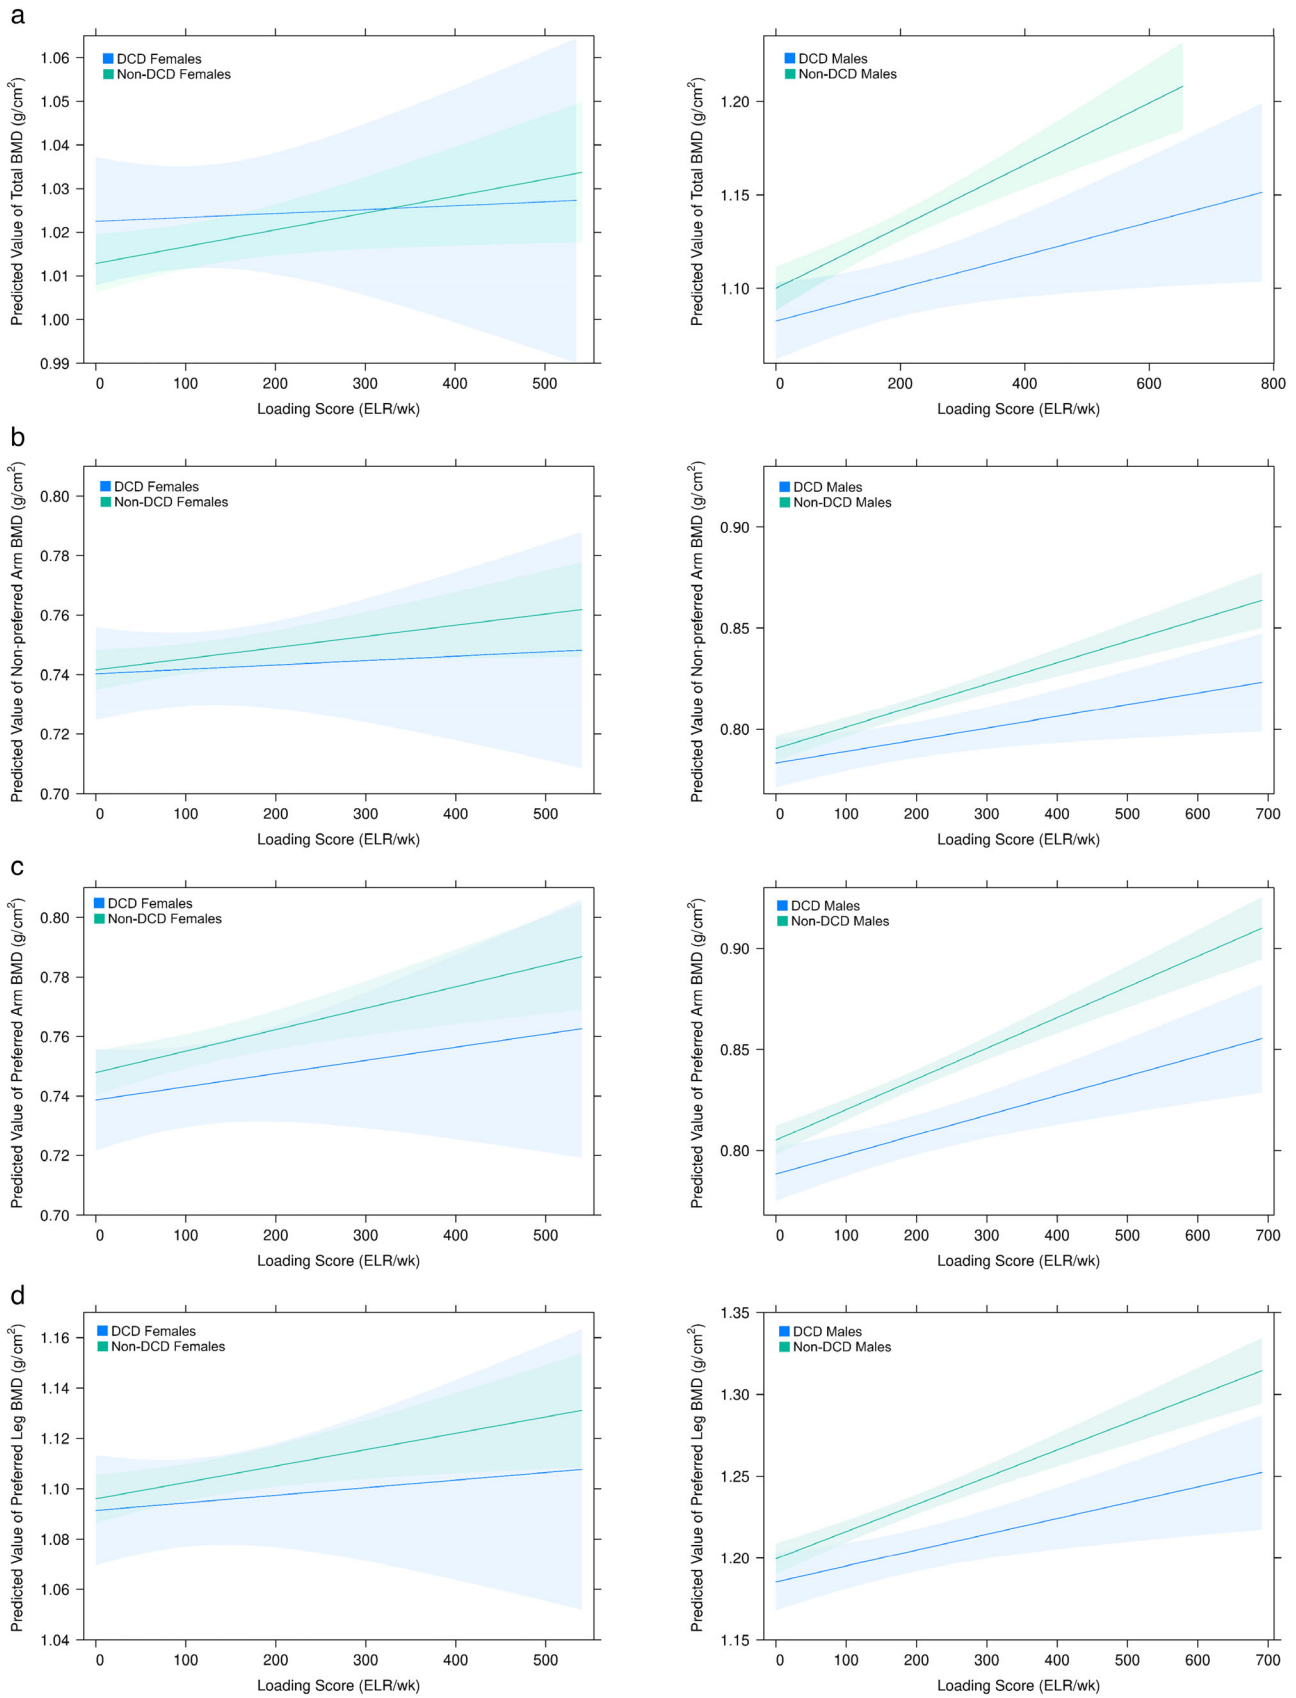 a
Predicted Value of Total BMD (g/cm²)
1.06
1.05
1.04
1.03
1.02
1.01
1.00
0.99
DCD Females
Non-DCD Females
0 100 200 300 400 500
Loading Score (ELR/wk)
Predicted Value of Total BMD (g/cm²)
1.20
1.15
1.10
DCD Males
Non-DCD Males
0 200 400 600 800
Loading Score (ELR/wk)
b
Predicted Value of Non-preferred Arm BMD (g/cm²)
0.80
0.78
0.76
0.74
0.72
0.70
DCD Females
Non-DCD Females
0 100 200 300 400 500
Loading Score (ELR/wk)
Predicted Value of Non-preferred Arm BMD (g/cm²)
0.90
0.85
0.80
DCD Males
Non-DCD Males
0 100 200 300 400 500 600 700
Loading Score (ELR/wk)
c
Predicted Value of Preferred Arm BMD (g/cm²)
0.80
0.78
0.76
0.74
0.72
0.70
DCD Females
Non-DCD Females
0 100 200 300 400 500
Loading Score (ELR/wk)
Predicted Value of Preferred Arm BMD (g/cm²)
0.90
0.85
0.80
DCD Males
Non-DCD Males
0 100 200 300 400 500 600 700
Loading Score (ELR/wk)
d
Predicted Value of Preferred Leg BMD (g/cm²)
1.16
1.14
1.12
1.10
1.08
1.06
1.04
DCD Females
Non-DCD Females
0 100 200 300 400 500
Loading Score (ELR/wk)
Predicted Value of Preferred Leg BMD (g/cm²)
1.35
1.30
1.25
1.20
1.15
DCD Males
Non-DCD Males
0 100 200 300 400 500 600 700
Loading Score (ELR/wk)